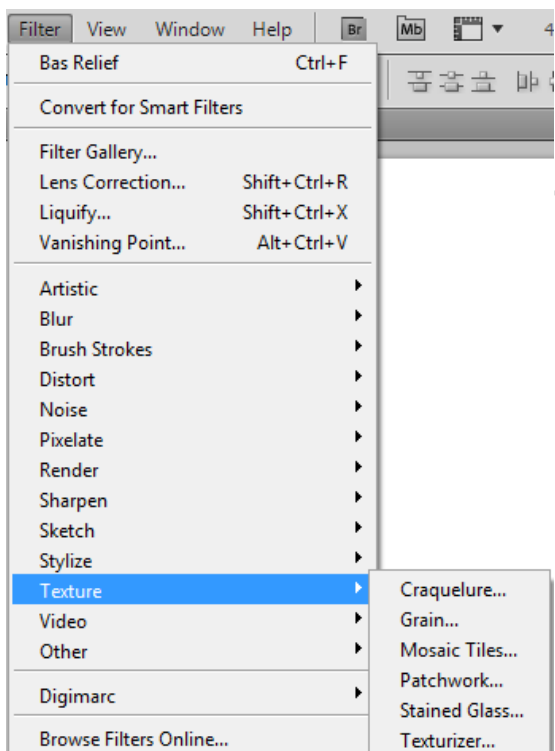 Filter View Window Help Br Mb 4
Bas Relief Ctrl+F
Convert for Smart Filters
Filter Gallery...
Lens Correction... Shift+Ctrl+R
Liquify... Shift+Ctrl+X
Vanishing Point... Alt+Ctrl+V
Artistic
Blur
Brush Strokes
Distort
Noise
Pixelate
Render
Sharpen
Sketch
Stylize
Texture
Video
Other
Digimarc
Browse Filters Online...
Craquelure...
Grain...
Mosaic Tiles...
Patchwork...
Stained Glass...
Texturizer...